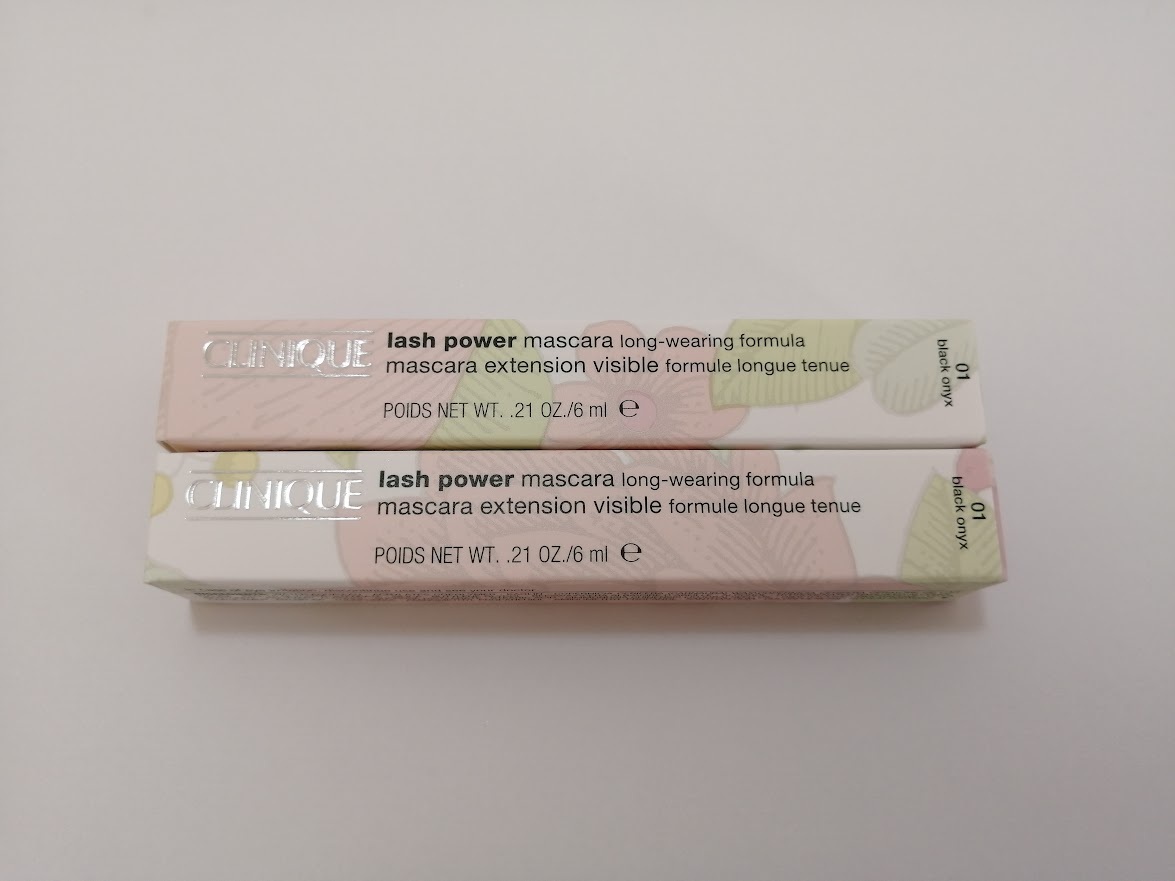 CLINIQUE
lash power mascara long-wearing formula
mascara extension visible formule longue tenue
POIDS NET WT. .21 OZ./6 ml ℮
01
black onyx
CLINIQUE
lash power mascara long-wearing formula
mascara extension visible formule longue tenue
POIDS NET WT. .21 OZ./6 ml ℮
01
black onyx